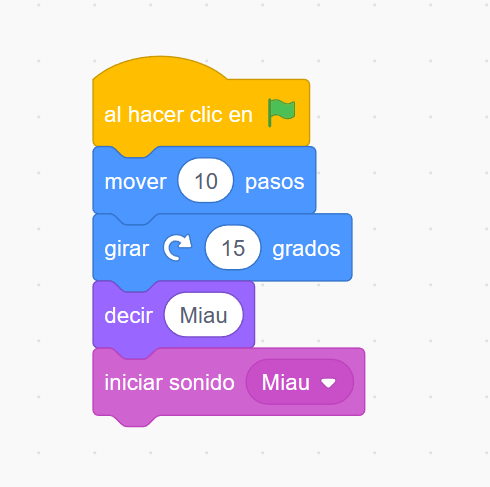 al hacer clic en
mover 10 pasos
girar 15 grados
decir Miau
iniciar sonido Miau